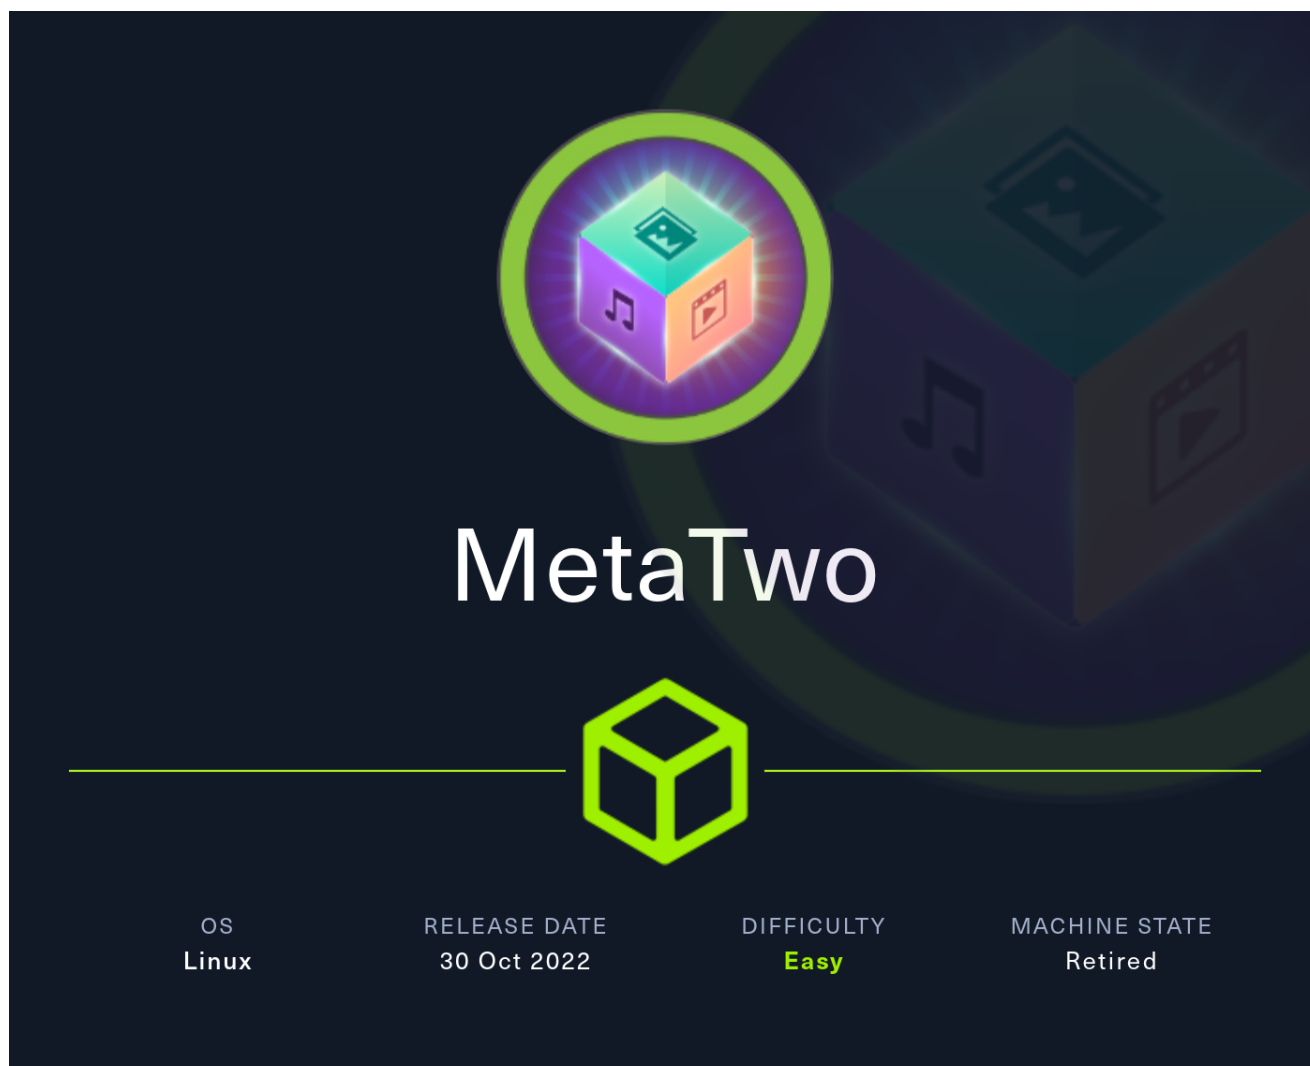 MetaTwo
OS
RELEASE DATE
DIFFICULTY
MACHINE STATE
Linux
30 Oct 2022
Easy
Retired